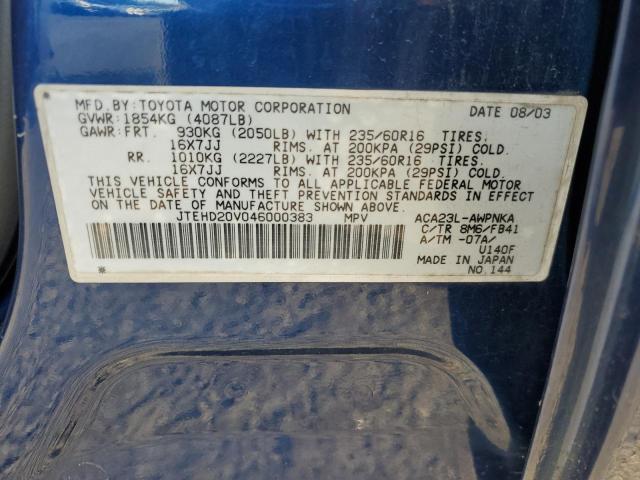 MFD.BY:TOYOTA MOTOR CORPORATION DATE 08/03
GVWR:1854KG (4087LB)
GAWR:FRT. 930KG (2050LB) WITH 235/60R16 TIRES.
16X7JJ RIMS. AT 200KPA (29PSI) COLD.
RR. 1010KG (2227LB) WITH 235/60R16 TIRES.
16X7JJ RIMS. AT 200KPA (29PSI) COLD.
THIS VEHICLE CONFORMS TO ALL APPLICABLE FEDERAL MOTOR
VEHICLE SAFETY AND THEFT PREVENTION STANDARDS IN EFFECT
ON THE DATE OF MANUFACTURE SHOWN ABOVE.
JTEHD20V046000383 MPV ACA23L-AWPNKA
C/TR 8M6/FB41
A/TM -07A/
U140F
MADE IN JAPAN
NO.144